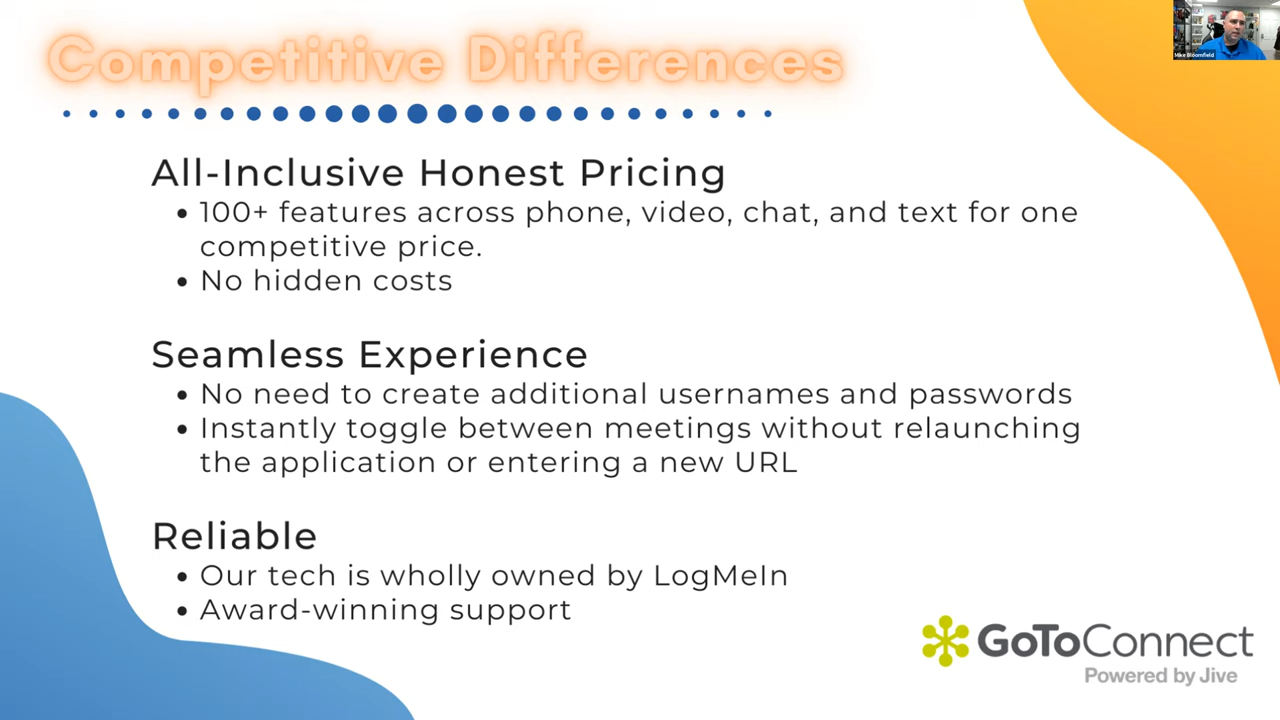 Competitive Differences
Mike Bloomfield
All-Inclusive Honest Pricing
• 100+ features across phone, video, chat, and text for one
competitive price.
• No hidden costs
Seamless Experience
• No need to create additional usernames and passwords
• Instantly toggle between meetings without relaunching
the application or entering a new URL
Reliable
• Our tech is wholly owned by LogMeIn
• Award-winning support
GoToConnect
Powered by Jive